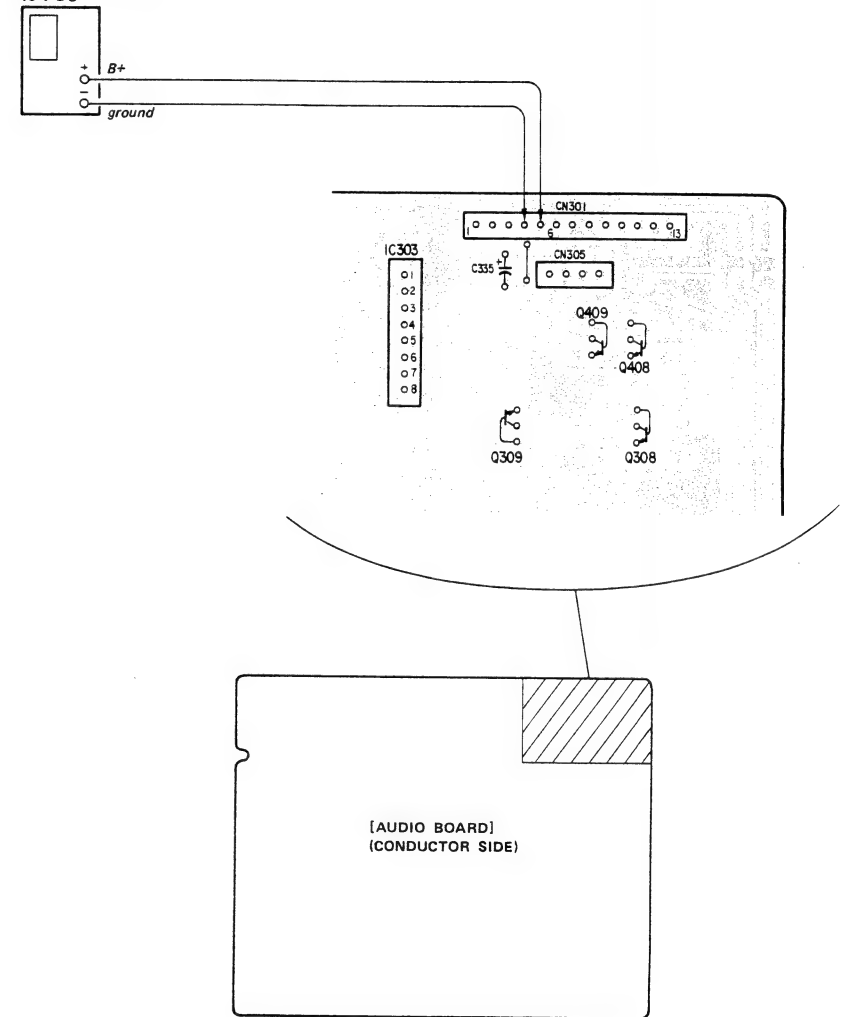 + B+
−
ground
CN301
1 6 13
IC303
C335 +
CN305
1
2
3
4
5
6
7
8
Q409
Q408
Q309
Q308
[AUDIO BOARD]
(CONDUCTOR SIDE)